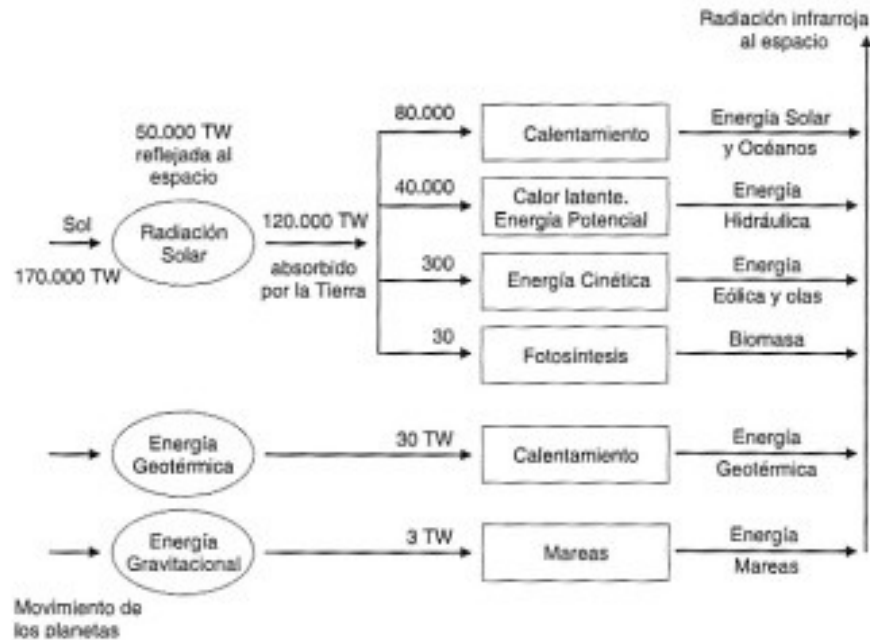 Radiación infrarroja
al espacio
50.000 TW
reflejada al
espacio
Sol
170.000 TW
Radiación
Solar
120.000 TW
absorbido
por la Tierra
80.000
Calentamiento
Energía Solar
y Océanos
40.000
Calor latente.
Energía Potencial
Energía
Hidráulica
300
Energía Cinética
Energía
Eólica y olas
30
Fotosíntesis
Biomasa
Energía
Geotérmica
30 TW
Calentamiento
Energía
Geotérmica
Energía
Gravitacional
3 TW
Mareas
Energía
Mareas
Movimiento de
los planetas